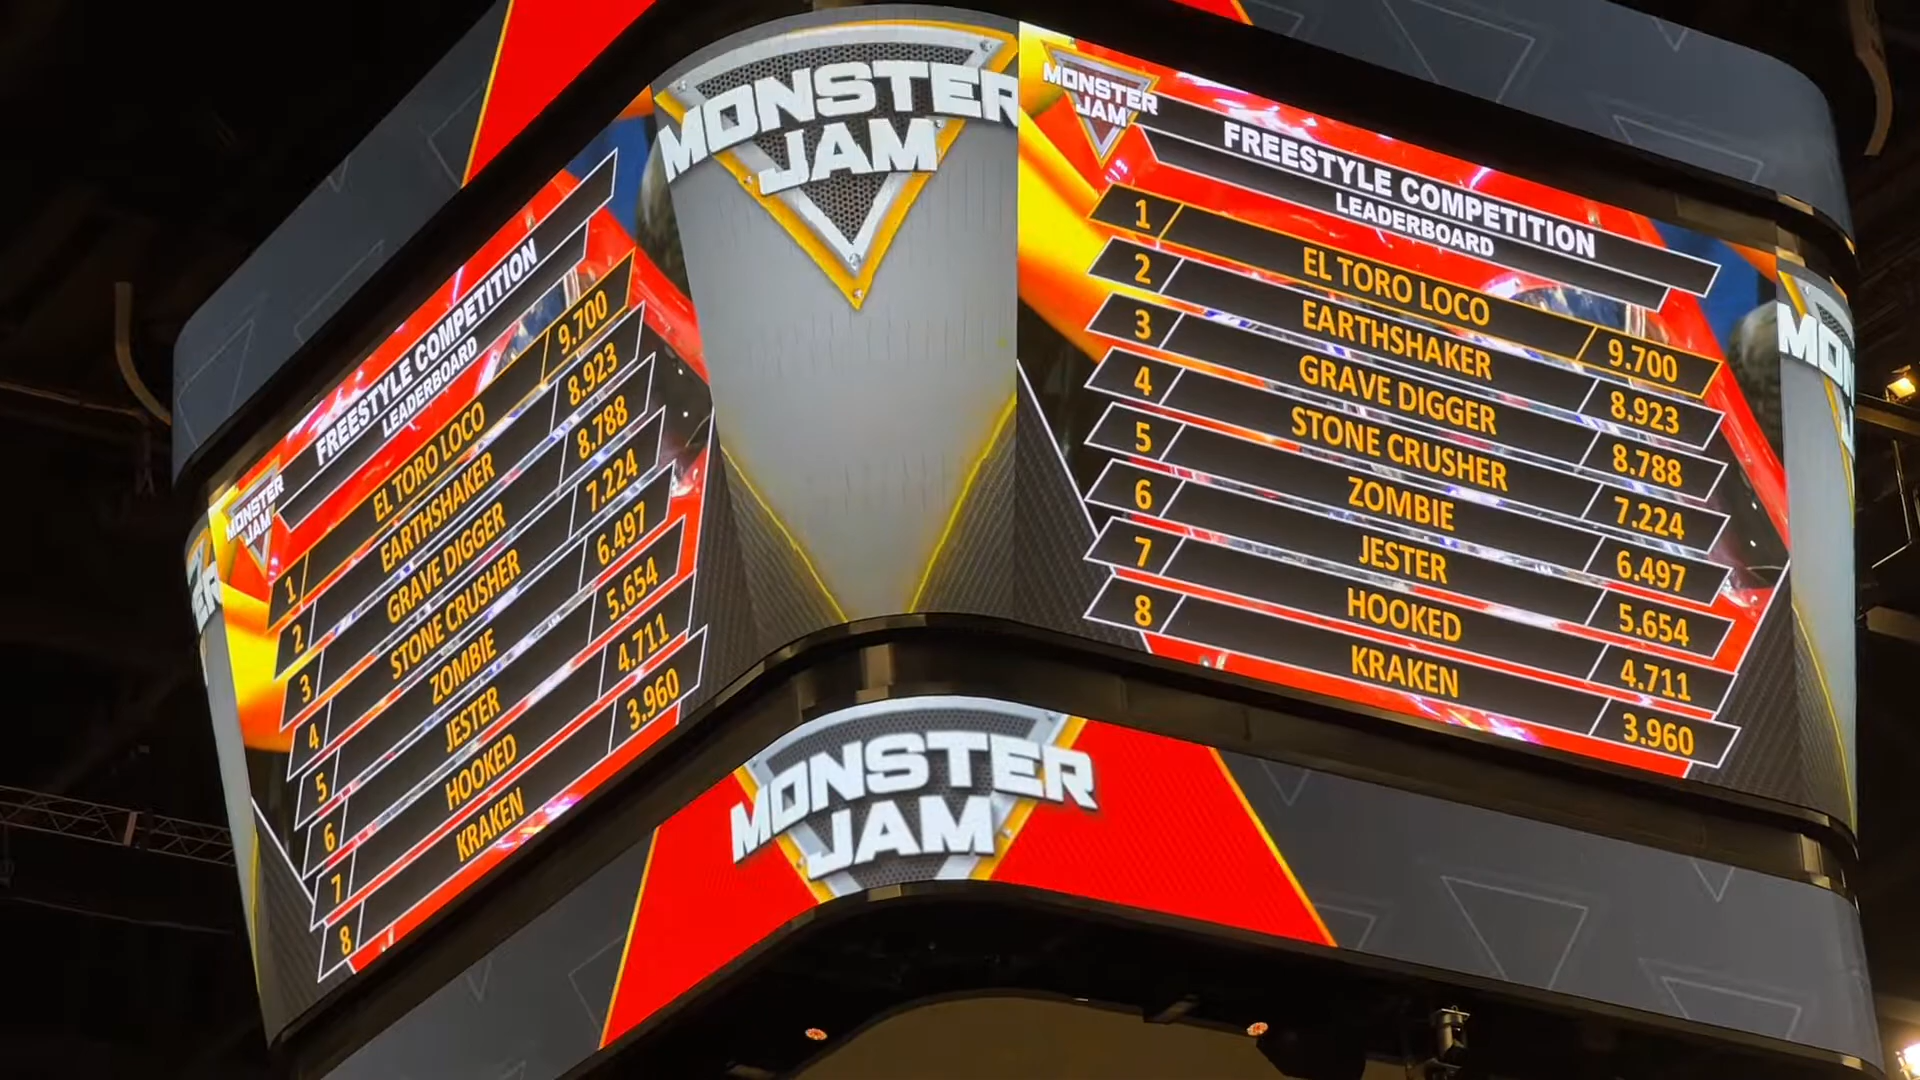 MONSTER
JAM
FREESTYLE COMPETITION
LEADERBOARD
1 EL TORO LOCO 9.700
2 EARTHSHAKER 8.923
3 GRAVE DIGGER 8.788
4 STONE CRUSHER 7.224
5 ZOMBIE 6.497
6 JESTER 5.654
7 HOOKED 4.711
8 KRAKEN 3.960
MONSTER
JAM
MONSTER
JAM
FREESTYLE COMPETITION
LEADERBOARD
1 EL TORO LOCO 9.700
2 EARTHSHAKER 8.923
3 GRAVE DIGGER 8.788
4 STONE CRUSHER 7.224
5 ZOMBIE 6.497
6 JESTER 5.654
7 HOOKED 4.711
8 KRAKEN 3.960
MONSTER
JAM